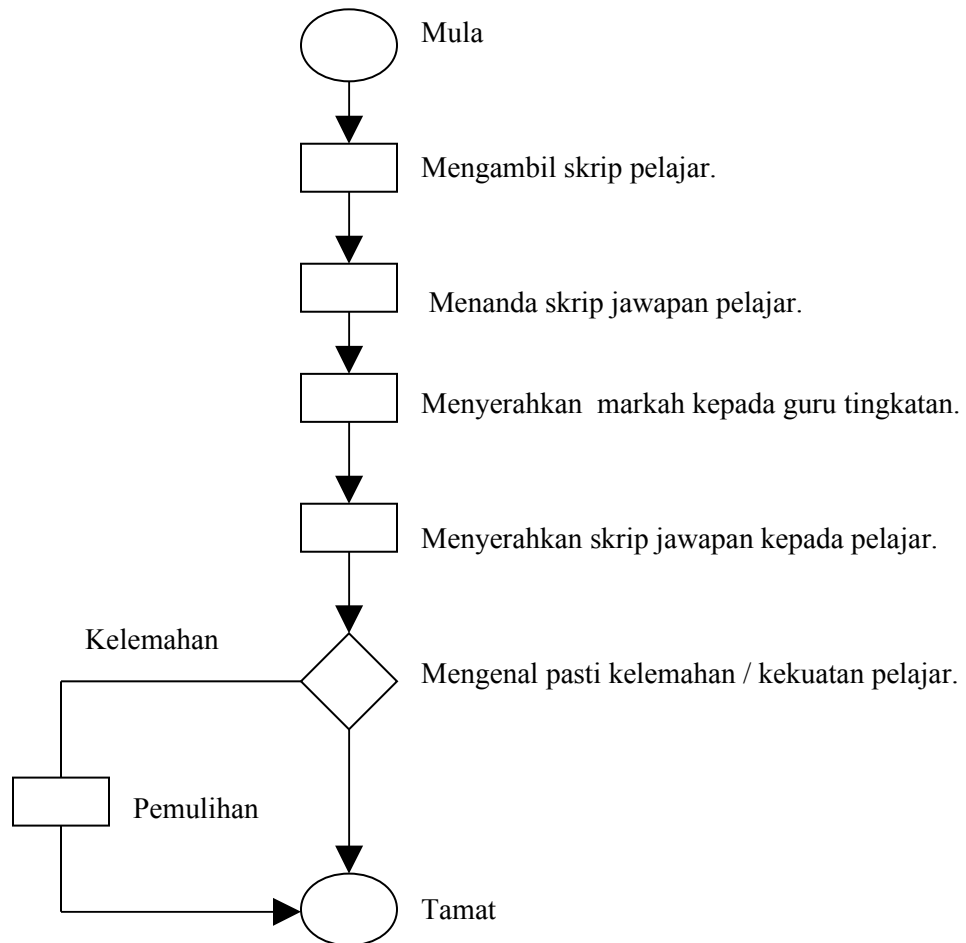 Mula
Mengambil skrip pelajar.
Menanda skrip jawapan pelajar.
Menyerahkan  markah kepada guru tingkatan.
Menyerahkan skrip jawapan kepada pelajar.
Kelemahan
Mengenal pasti kelemahan / kekuatan pelajar.
Pemulihan
Tamat